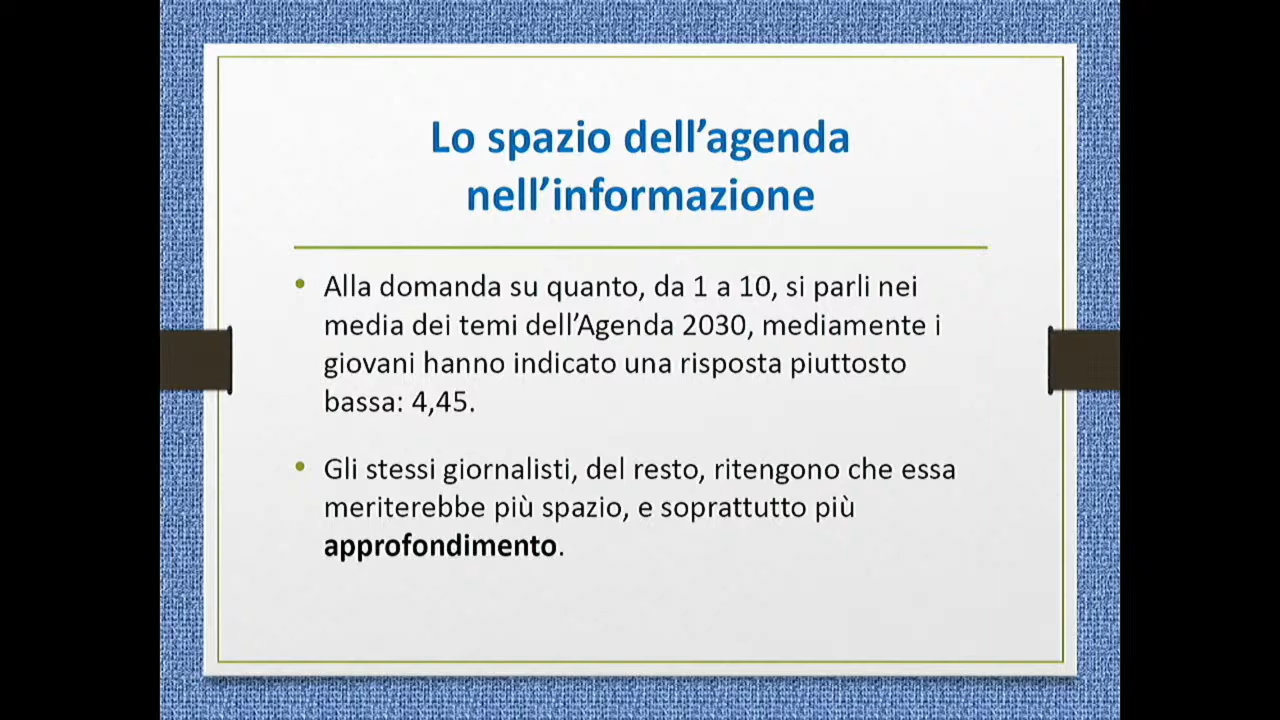 Lo spazio dell’agenda
nell’informazione
• Alla domanda su quanto, da 1 a 10, si parli nei
media dei temi dell’Agenda 2030, mediamente i
giovani hanno indicato una risposta piuttosto
bassa: 4,45.
• Gli stessi giornalisti, del resto, ritengono che essa
meriterebbe più spazio, e soprattutto più
approfondimento.